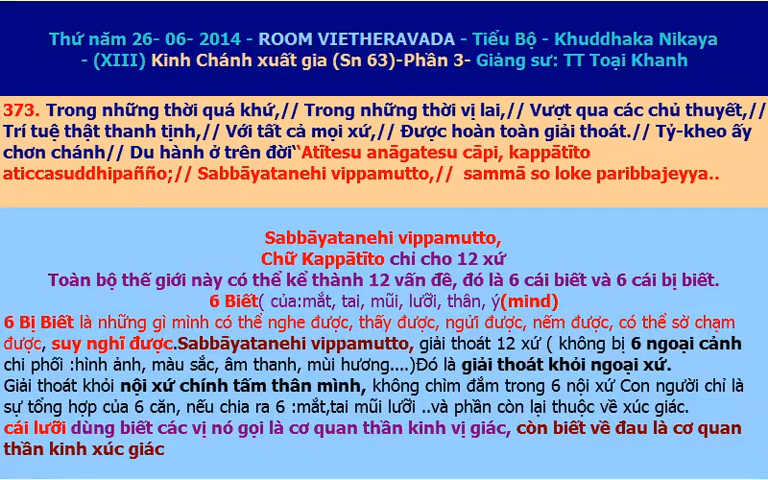 Thứ năm 26- 06- 2014 - ROOM VIETHERAVADA - Tiểu Bộ - Khuddhaka Nikaya
- (XIII) Kinh Chánh xuất gia (Sn 63)-Phần 3- Giảng sư: TT Toại Khanh
373. Trong những thời quá khứ,// Trong những thời vị lai,// Vượt qua các chủ thuyết,//
Trí tuệ thật thanh tịnh,// Với tất cả mọi xứ,// Được hoàn toàn giải thoát.// Tỷ-kheo ấy
chơn chánh// Du hành ở trên đời‘‘Atītesu anāgatesu cāpi, kappātīto
aticcasuddhipañño;// Sabbāyatanehi vippamutto,// sammā so loke paribbajeyya..
Sabbāyatanehi vippamutto,
Chữ Kappātīto chỉ cho 12 xứ
Toàn bộ thế giới này có thể kể thành 12 vấn đê, đó là 6 cái biết và 6 cái bị biết.
6 Biết( của:mắt, tai, mũi, lưỡi, thân, ý(mind)
6 Bị Biết là những gì mình có thể nghe được, thấy được, ngửi được, nếm được, có thể sờ chạm
được, suy nghĩ được.Sabbāyatanehi vippamutto, giải thoát 12 xứ ( không bị 6 ngoại cảnh
chi phối :hình ảnh, màu sắc, âm thanh, mùi hương....)Đó là giải thoát khỏi ngoại xứ.
Giải thoát khỏi nội xứ chính tấm thân mình, không chìm đắm trong 6 nội xứ Con người chỉ là
sự tổng hợp của 6 căn, nếu chia ra 6 :mắt,tai mũi lưỡi ..và phần còn lại thuộc về xúc giác.
cái lưỡi dùng biết các vị nó gọi là cơ quan thần kinh vị giác, còn biết về đau là cơ quan
thần kinh xúc giác